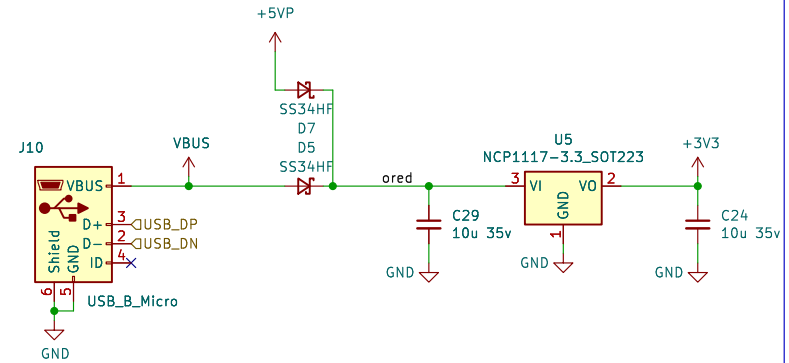 +5VP
SS34HF
D7
D5
SS34HF
J10
VBUS
ored
U5
NCP1117-3.3_SOT223
+3V3
VBUS 1
D+ 3 USB_DP
D- 2 USB_DN
ID 4
Shield
GND
6
5
USB_B_Micro
GND
3 VI VO 2
GND
1
GND
C29
10u 35v
GND
C24
10u 35v
GND